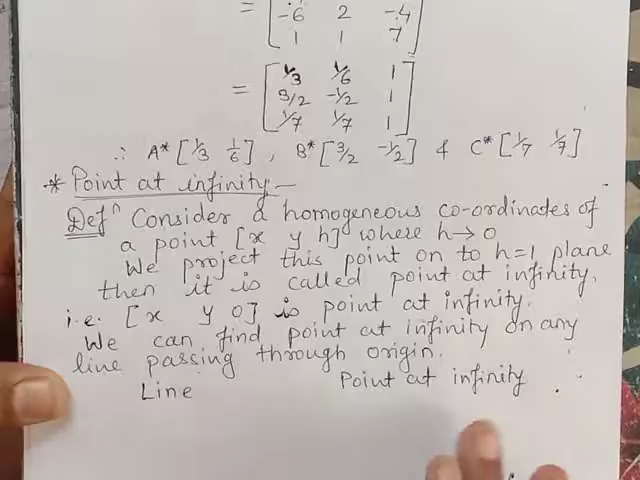 = [ -6 2 -4
1 1 7 ]
= [ 1/3 1/6 1
3/2 -1/2 1
1/7 1/7 1 ]
∴ A* [1/3 1/6] , B* [3/2 -1/2] & C* [1/7 1/7]
* Point at infinity:-
Def^n Consider a homogeneous co-ordinates of
a point [x y h] where h→0
We project this point on to h=1 plane
then it is called point at infinity.
i.e. [x y 0] is point at infinity.
We can find point at infinity on any
line passing through origin.
Line Point at infinity